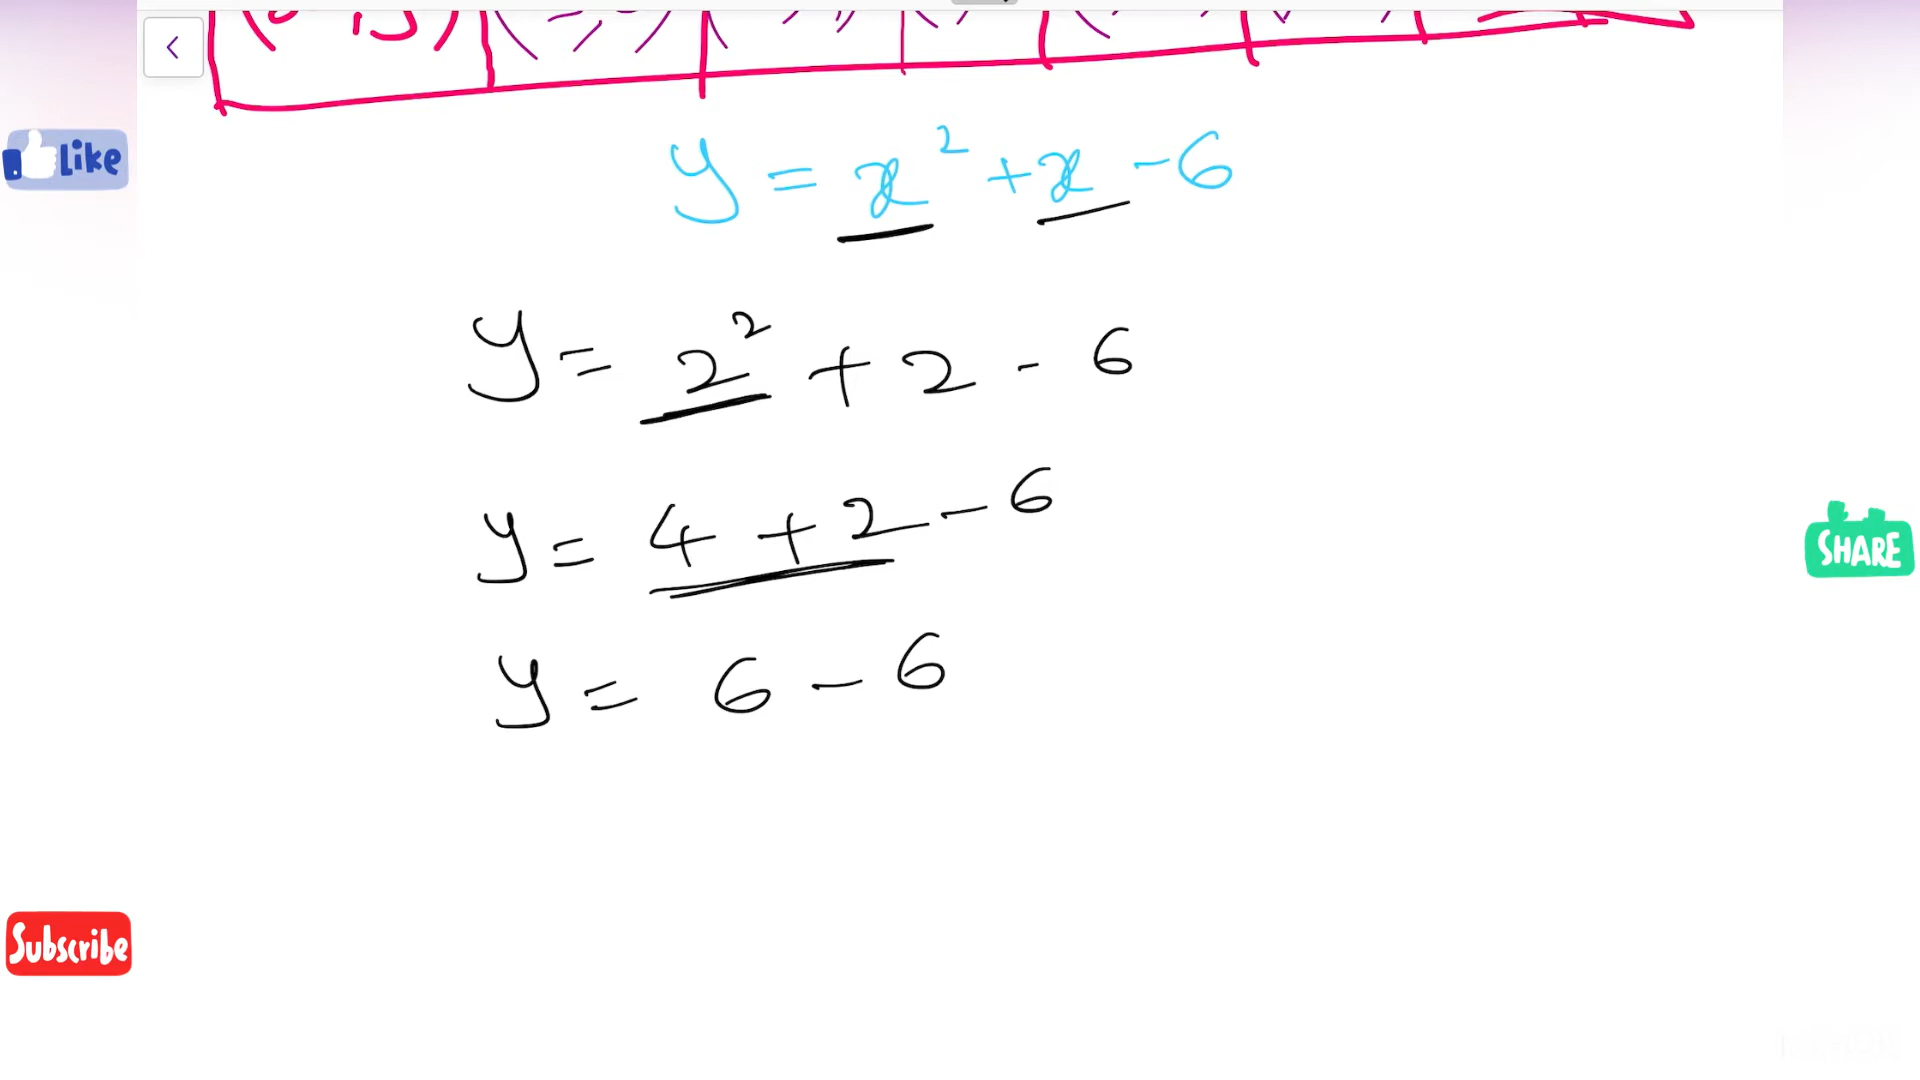 y = x² + x - 6
Like
y = 2² + 2 - 6
y = 4 + 2 - 6
SHARE
y = 6 - 6
Subscribe